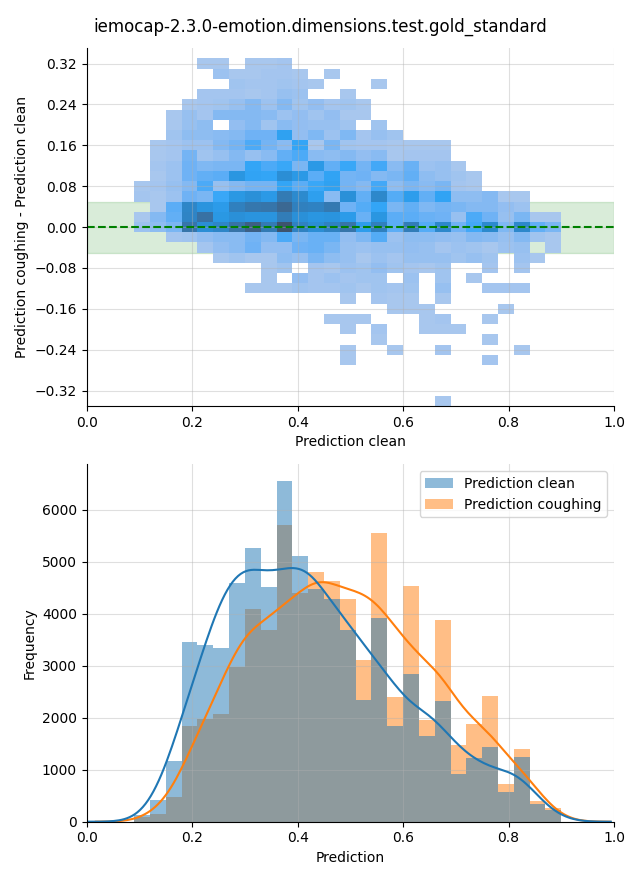 iemocap-2.3.0-emotion.dimensions.test.gold_standard
Prediction coughing - Prediction clean
0.32
0.24
0.16
0.08
0.00
−0.08
−0.16
−0.24
−0.32
0.0 0.2 0.4 0.6 0.8 1.0
Prediction clean
Prediction clean
Prediction coughing
Frequency
6000
5000
4000
3000
2000
1000
0
0.0 0.2 0.4 0.6 0.8 1.0
Prediction